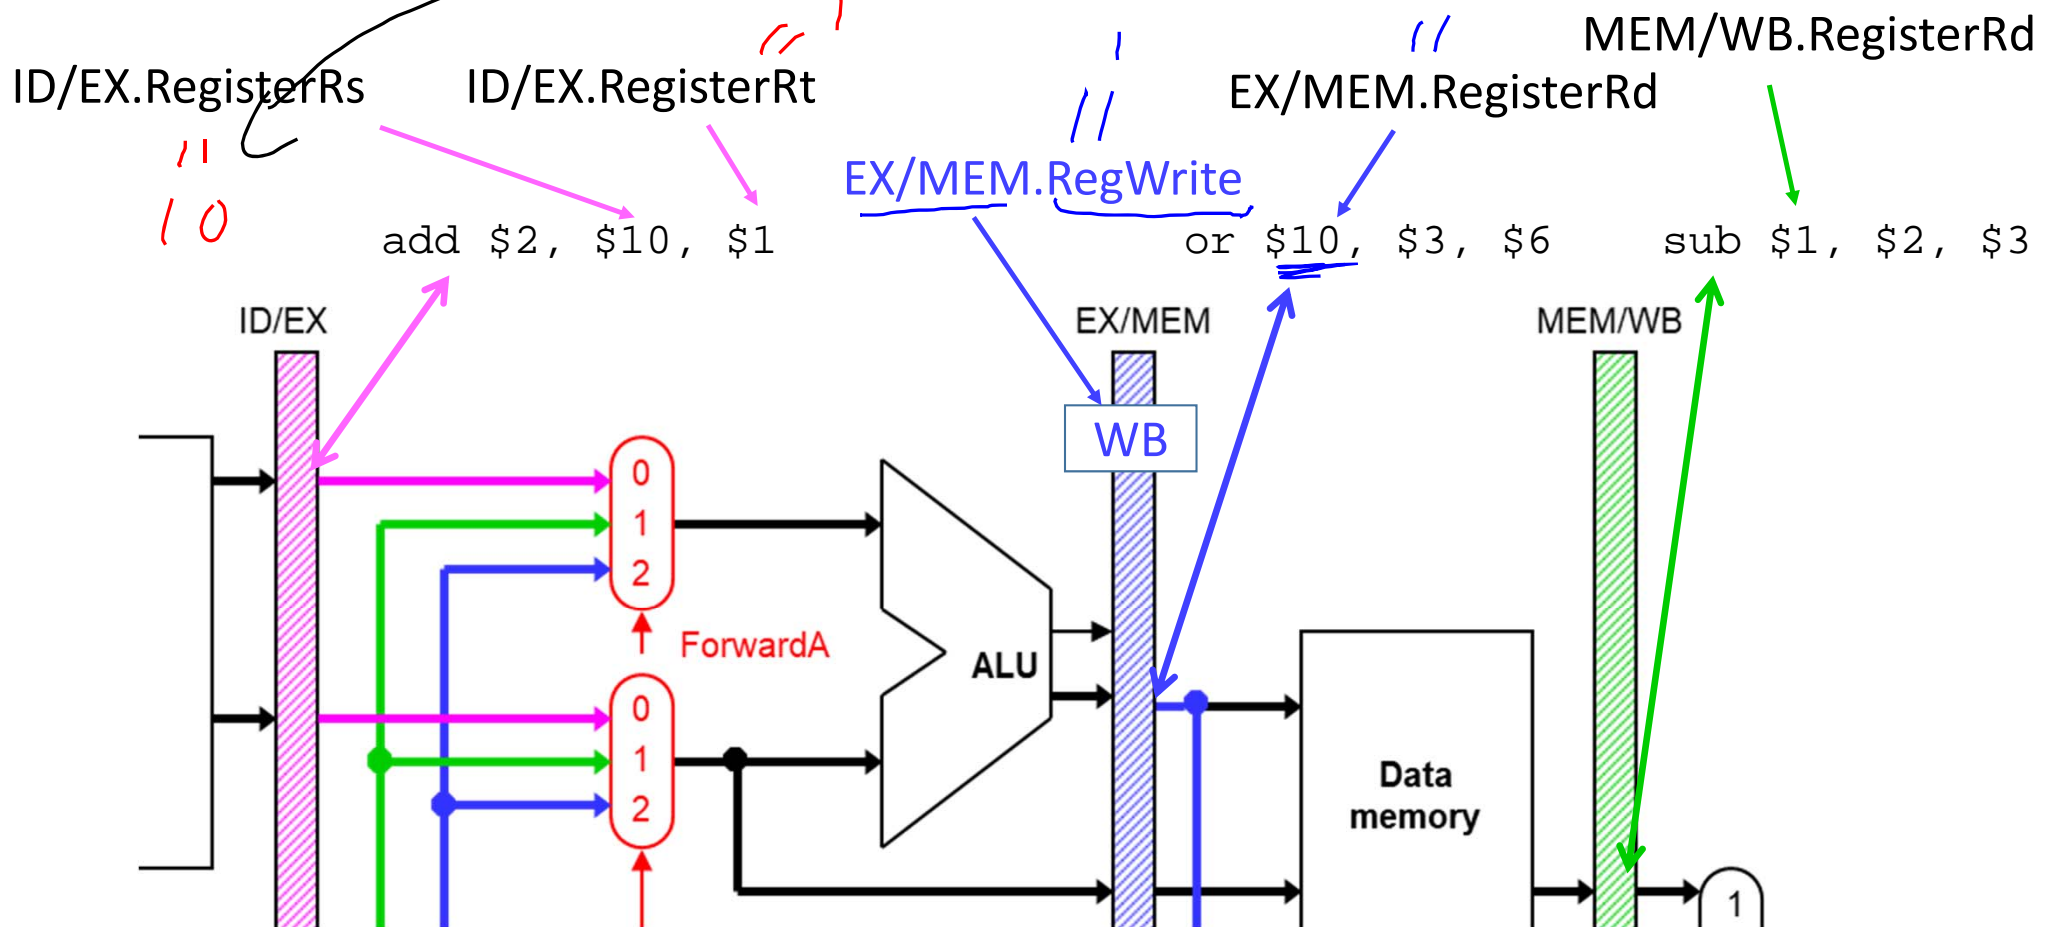 MEM/WB.RegisterRd
ID/EX.RegisterRs ID/EX.RegisterRt EX/MEM.RegisterRd
" 1 " "
"
10
EX/MEM.RegWrite
add $2, $10, $1 or $10, $3, $6 sub $1, $2, $3
ID/EX EX/MEM MEM/WB
WB
0
1
2
ForwardA
ALU
0
1
2
Data
memory
1